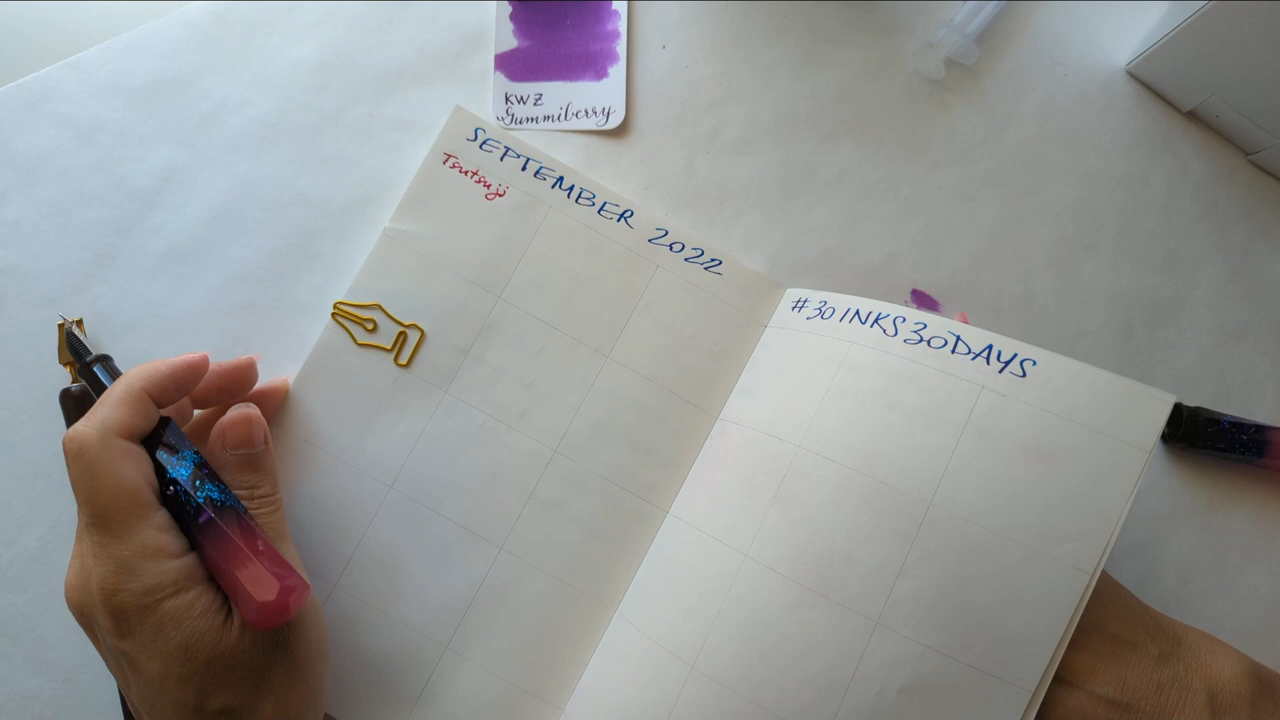 KWZ
Gummiberry
SEPTEMBER 2022
Tsutsuji
#30INKS30DAYS